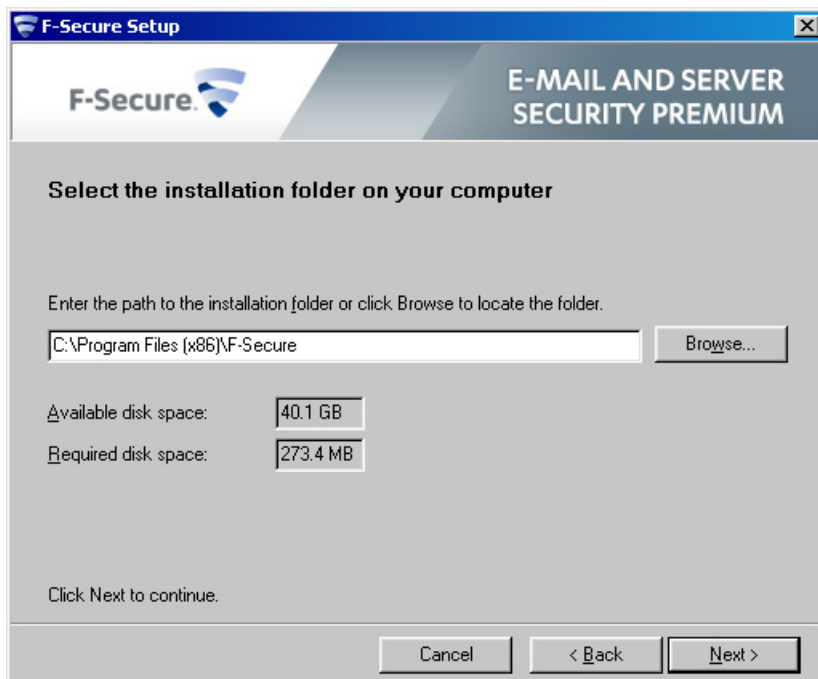 F-Secure Setup
F-Secure.
E-MAIL AND SERVER
SECURITY PREMIUM
Select the installation folder on your computer
Enter the path to the installation folder or click Browse to locate the folder.
C:\Program Files (x86)\F-Secure
Browse...
Available disk space: 40.1 GB
Required disk space: 273.4 MB
Click Next to continue.
Cancel < Back Next >